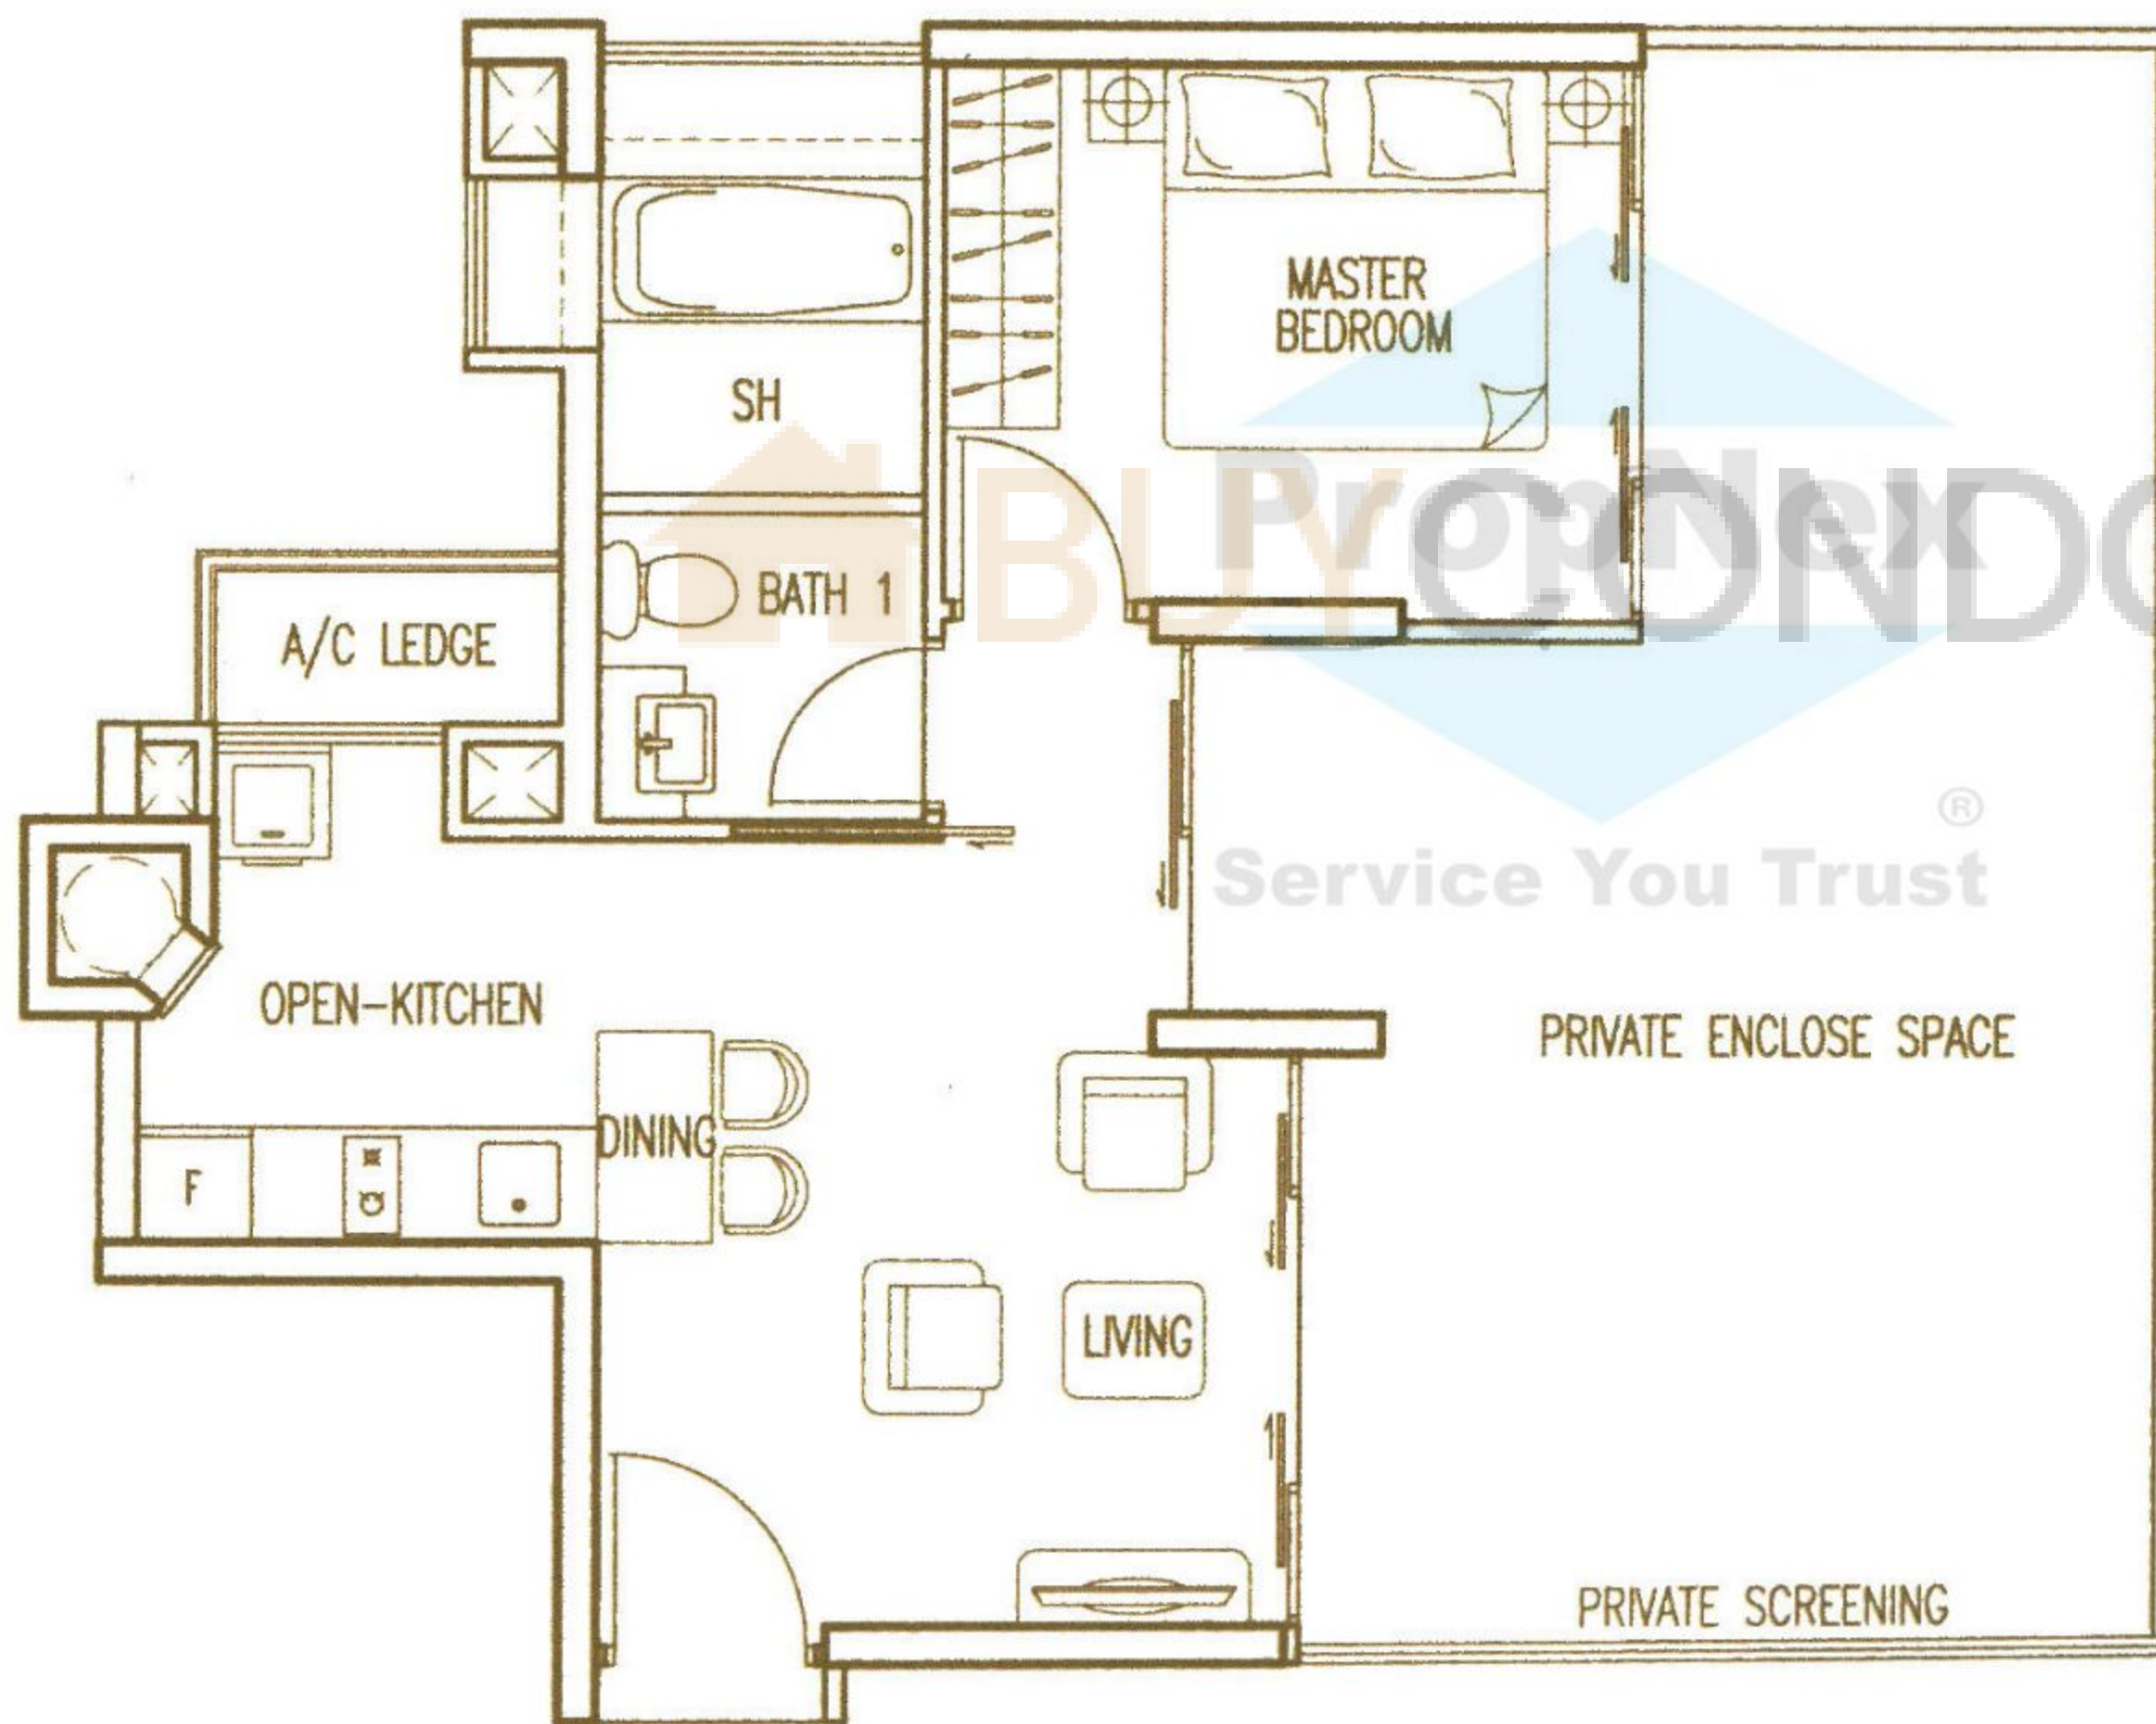 MASTER
BEDROOM
SH
BUYCONDO
PropNex
BATH 1
A/C LEDGE
®
Service You Trust
OPEN-KITCHEN
PRIVATE ENCLOSE SPACE
DINING
F
LIVING
PRIVATE SCREENING